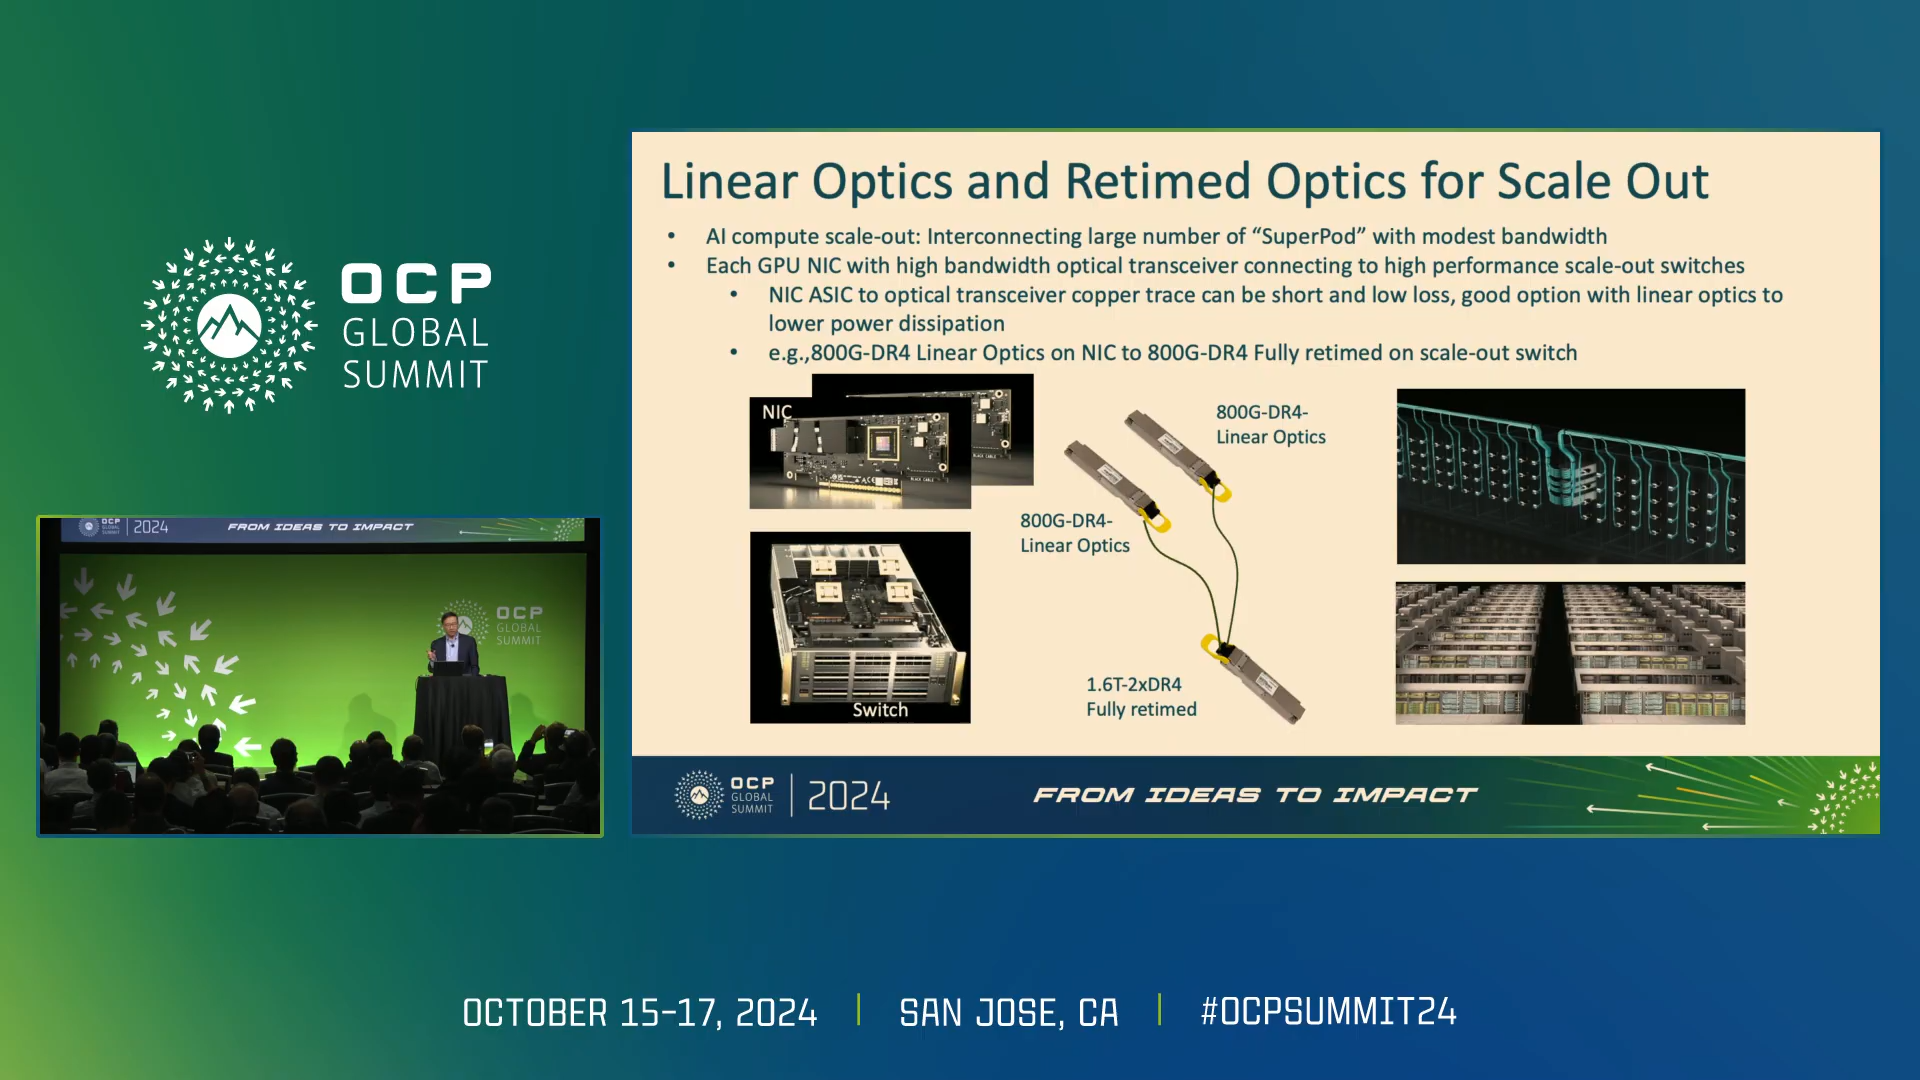 OCP
GLOBAL
SUMMIT
OCP
2024
FROM IDEAS TO IMPACT
OCP
GLOBAL
SUMMIT
Linear Optics and Retimed Optics for Scale Out
• AI compute scale-out: Interconnecting large number of “SuperPod” with modest bandwidth
• Each GPU NIC with high bandwidth optical transceiver connecting to high performance scale-out switches
• NIC ASIC to optical transceiver copper trace can be short and low loss, good option with linear optics to
lower power dissipation
• e.g.,800G-DR4 Linear Optics on NIC to 800G-DR4 Fully retimed on scale-out switch
NIC
800G-DR4-
Linear Optics
800G-DR4-
Linear Optics
Switch
1.6T-2xDR4
Fully retimed
OCP
GLOBAL
SUMMIT
2024
FROM IDEAS TO IMPACT
OCTOBER 15-17, 2024 | SAN JOSE, CA | #OCPSUMMIT24